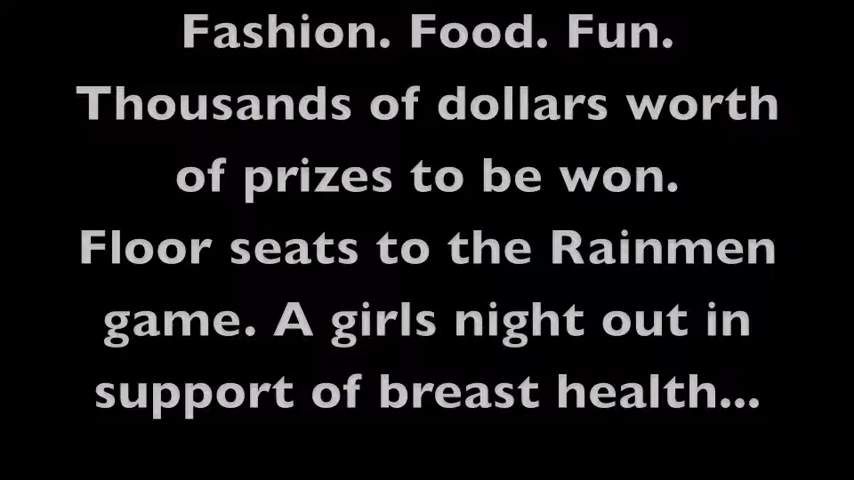 Fashion. Food. Fun.
Thousands of dollars worth
of prizes to be won.
Floor seats to the Rainmen
game. A girls night out in
support of breast health...